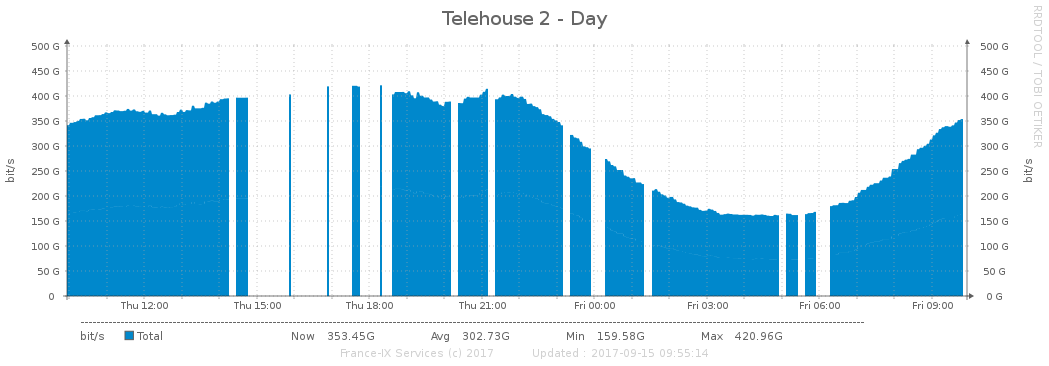 Telehouse 2 - Day
RRDTOOL / TOBI OETIKER
bit/s
500 G 500 G
450 G 450 G
400 G 400 G
350 G 350 G
300 G 300 G
250 G 250 G
200 G 200 G
150 G 150 G
100 G 100 G
50 G 50 G
0 0 G
bit/s
Thu 12:00 Thu 15:00 Thu 18:00 Thu 21:00 Fri 00:00 Fri 03:00 Fri 06:00 Fri 09:00
bit/s Total Now 353.45G Avg 302.73G Min 159.58G Max 420.96G
France-IX Services (c) 2017 Updated : 2017-09-15 09:55:14